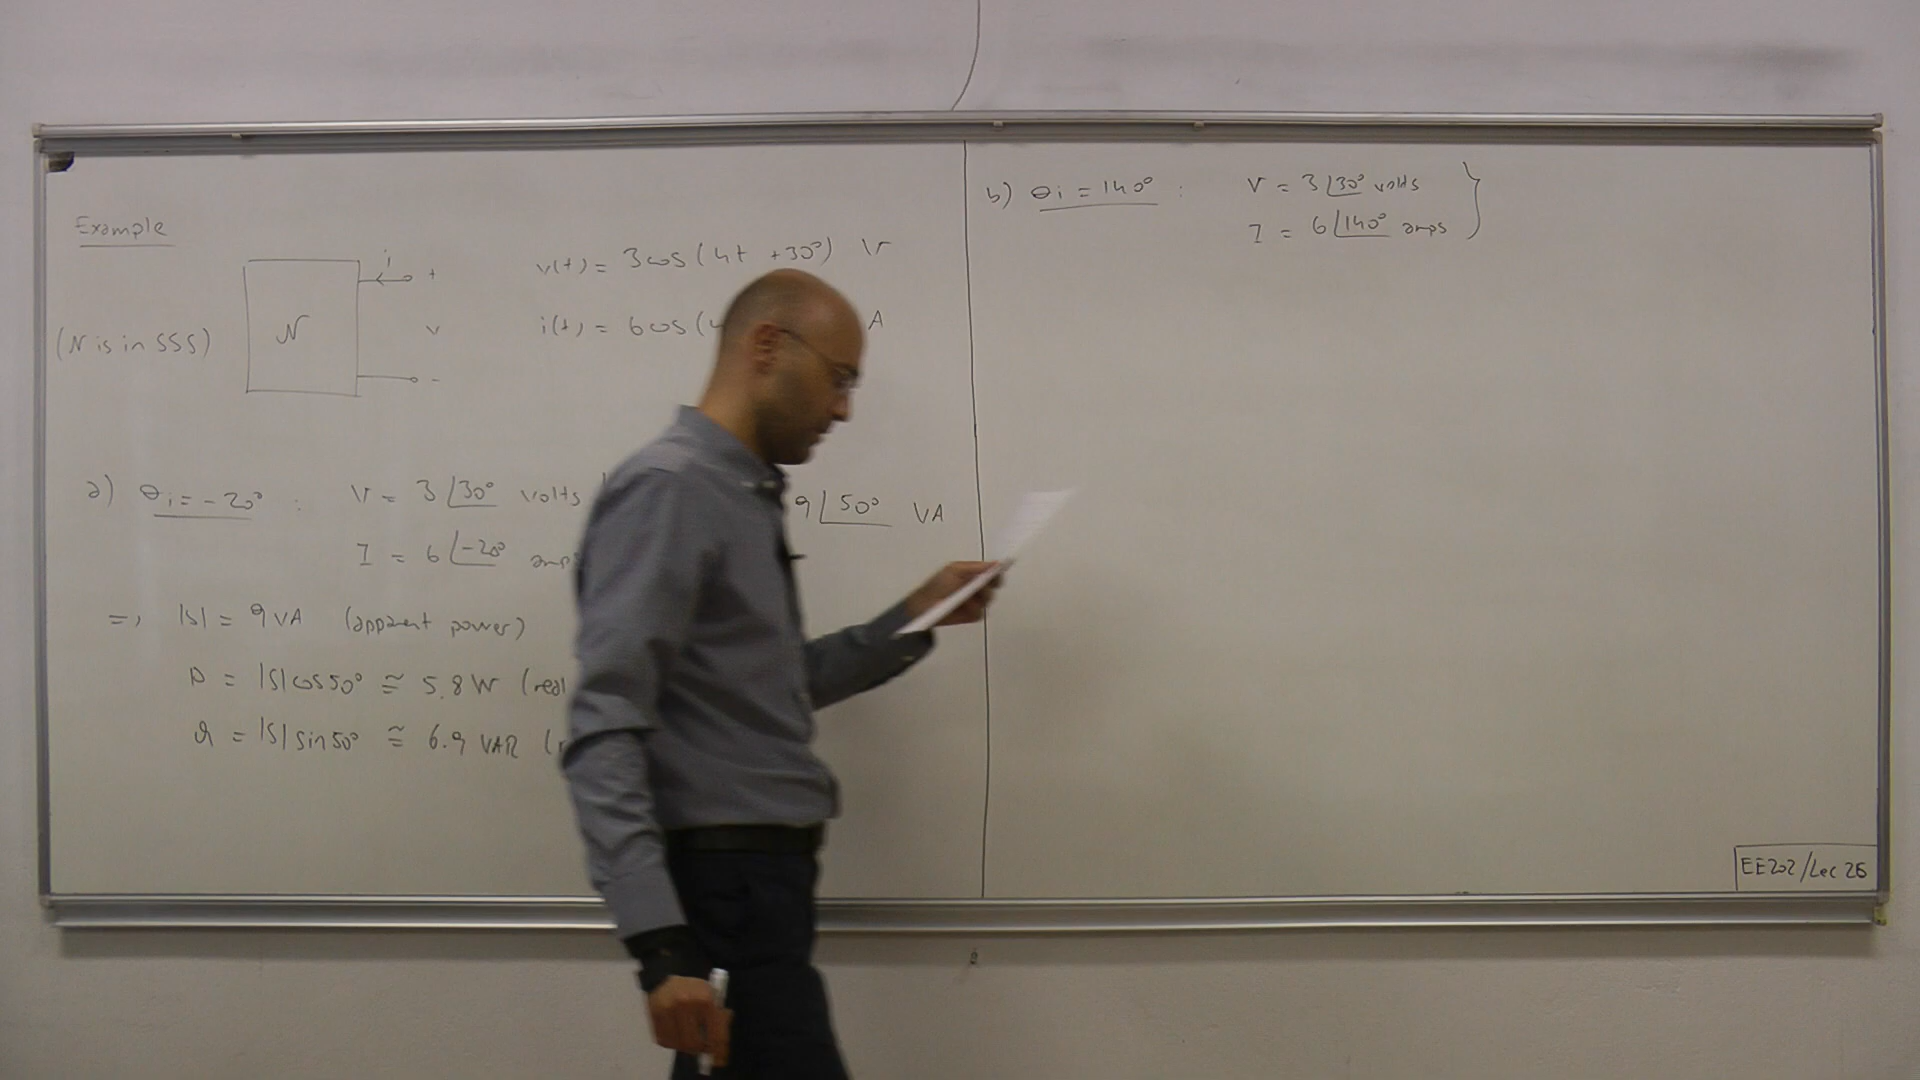 Example
(N is in SSS)
N
i
+
v
-
v(t) = 3cos(4t +30°) V
i(t) = 6cos(4 A
a) θi = -20° : V = 3∠30° volts 9∠50° VA
I = 6∠-20° amps
=> |S| = 9 VA (apparent power)
P = |S|cos50° ≅ 5.8 W (real
Q = |S|sin50° ≅ 6.9 VAR (r
b) θi = 140° : V = 3∠30° volts }
I = 6∠140° amps
EE202/Lec 26